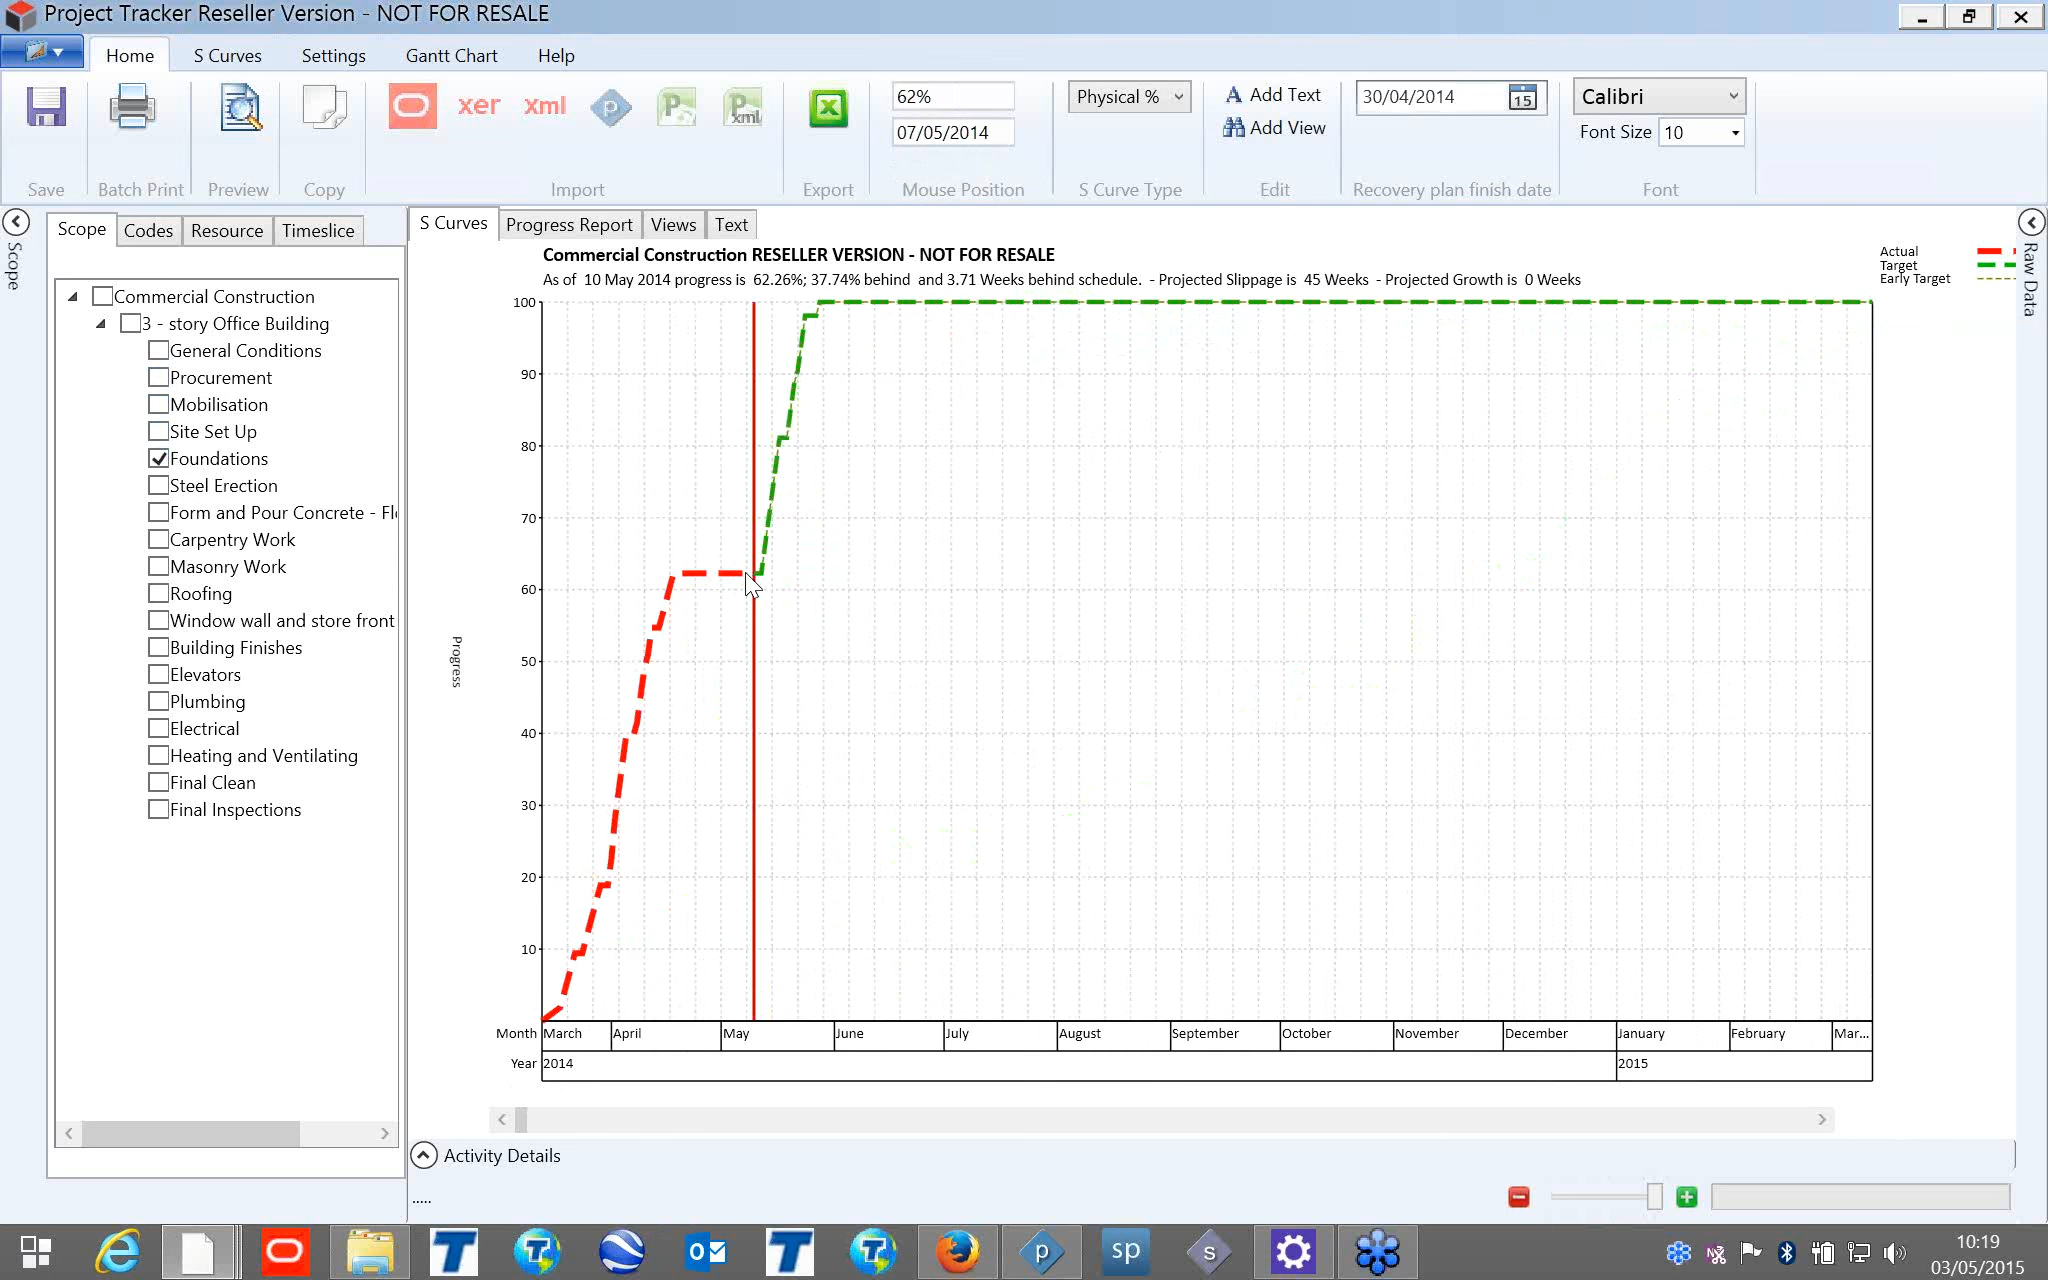 Project Tracker Reseller Version - NOT FOR RESALE
Home
S Curves
Settings
Gantt Chart
Help
xer
xml
P
P
P
xml
X
62%
07/05/2014
Physical %
A Add Text
Add View
30/04/2014
15
Calibri
Font Size 10
Save
Batch Print
Preview
Copy
Import
Export
Mouse Position
S Curve Type
Edit
Recovery plan finish date
Font
Scope
Scope
Codes
Resource
Timeslice
Commercial Construction
3 - story Office Building
General Conditions
Procurement
Mobilisation
Site Set Up
Foundations
Steel Erection
Form and Pour Concrete -
Carpentry Work
Masonry Work
Roofing
Window wall and store front
Building Finishes
Elevators
Plumbing
Electrical
Heating and Ventilating
Final Clean
Final Inspections
S Curves
Progress Report
Views
Text
Commercial Construction RESELLER VERSION - NOT FOR RESALE
As of 10 May 2014 progress is 62.26%; 37.74% behind and 3.71 Weeks behind schedule. - Projected Slippage is 45 Weeks - Projected Growth is 0 Weeks
Actual
Target
Early Target
Raw Data
100
90
80
70
60
50
40
30
20
10
Progress
Month March April May June July August September October November December January February Mar...
Year 2014 2015
Activity Details
.....
T
T
T
T
p
sp
s
10:19
03/05/2015